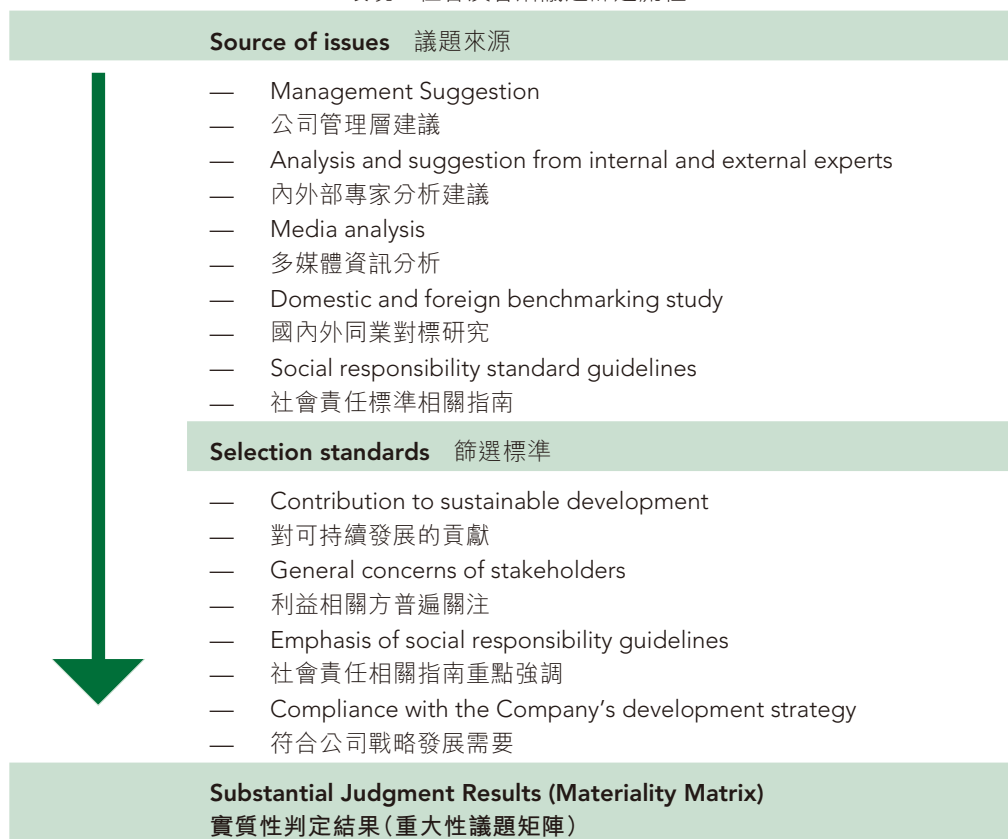 Source of issues 議題來源
— Management Suggestion
— 公司管理層建議
— Analysis and suggestion from internal and external experts
— 內外部專家分析建議
— Media analysis
— 多媒體資訊分析
— Domestic and foreign benchmarking study
— 國內外同業對標研究
— Social responsibility standard guidelines
— 社會責任標準相關指南
Selection standards 篩選標準
— Contribution to sustainable development
— 對可持續發展的貢獻
— General concerns of stakeholders
— 利益相關方普遍關注
— Emphasis of social responsibility guidelines
— 社會責任相關指南重點強調
— Compliance with the Company's development strategy
— 符合公司戰略發展需要
Substantial Judgment Results (Materiality Matrix)
實質性判定結果（重大性議題矩陣）